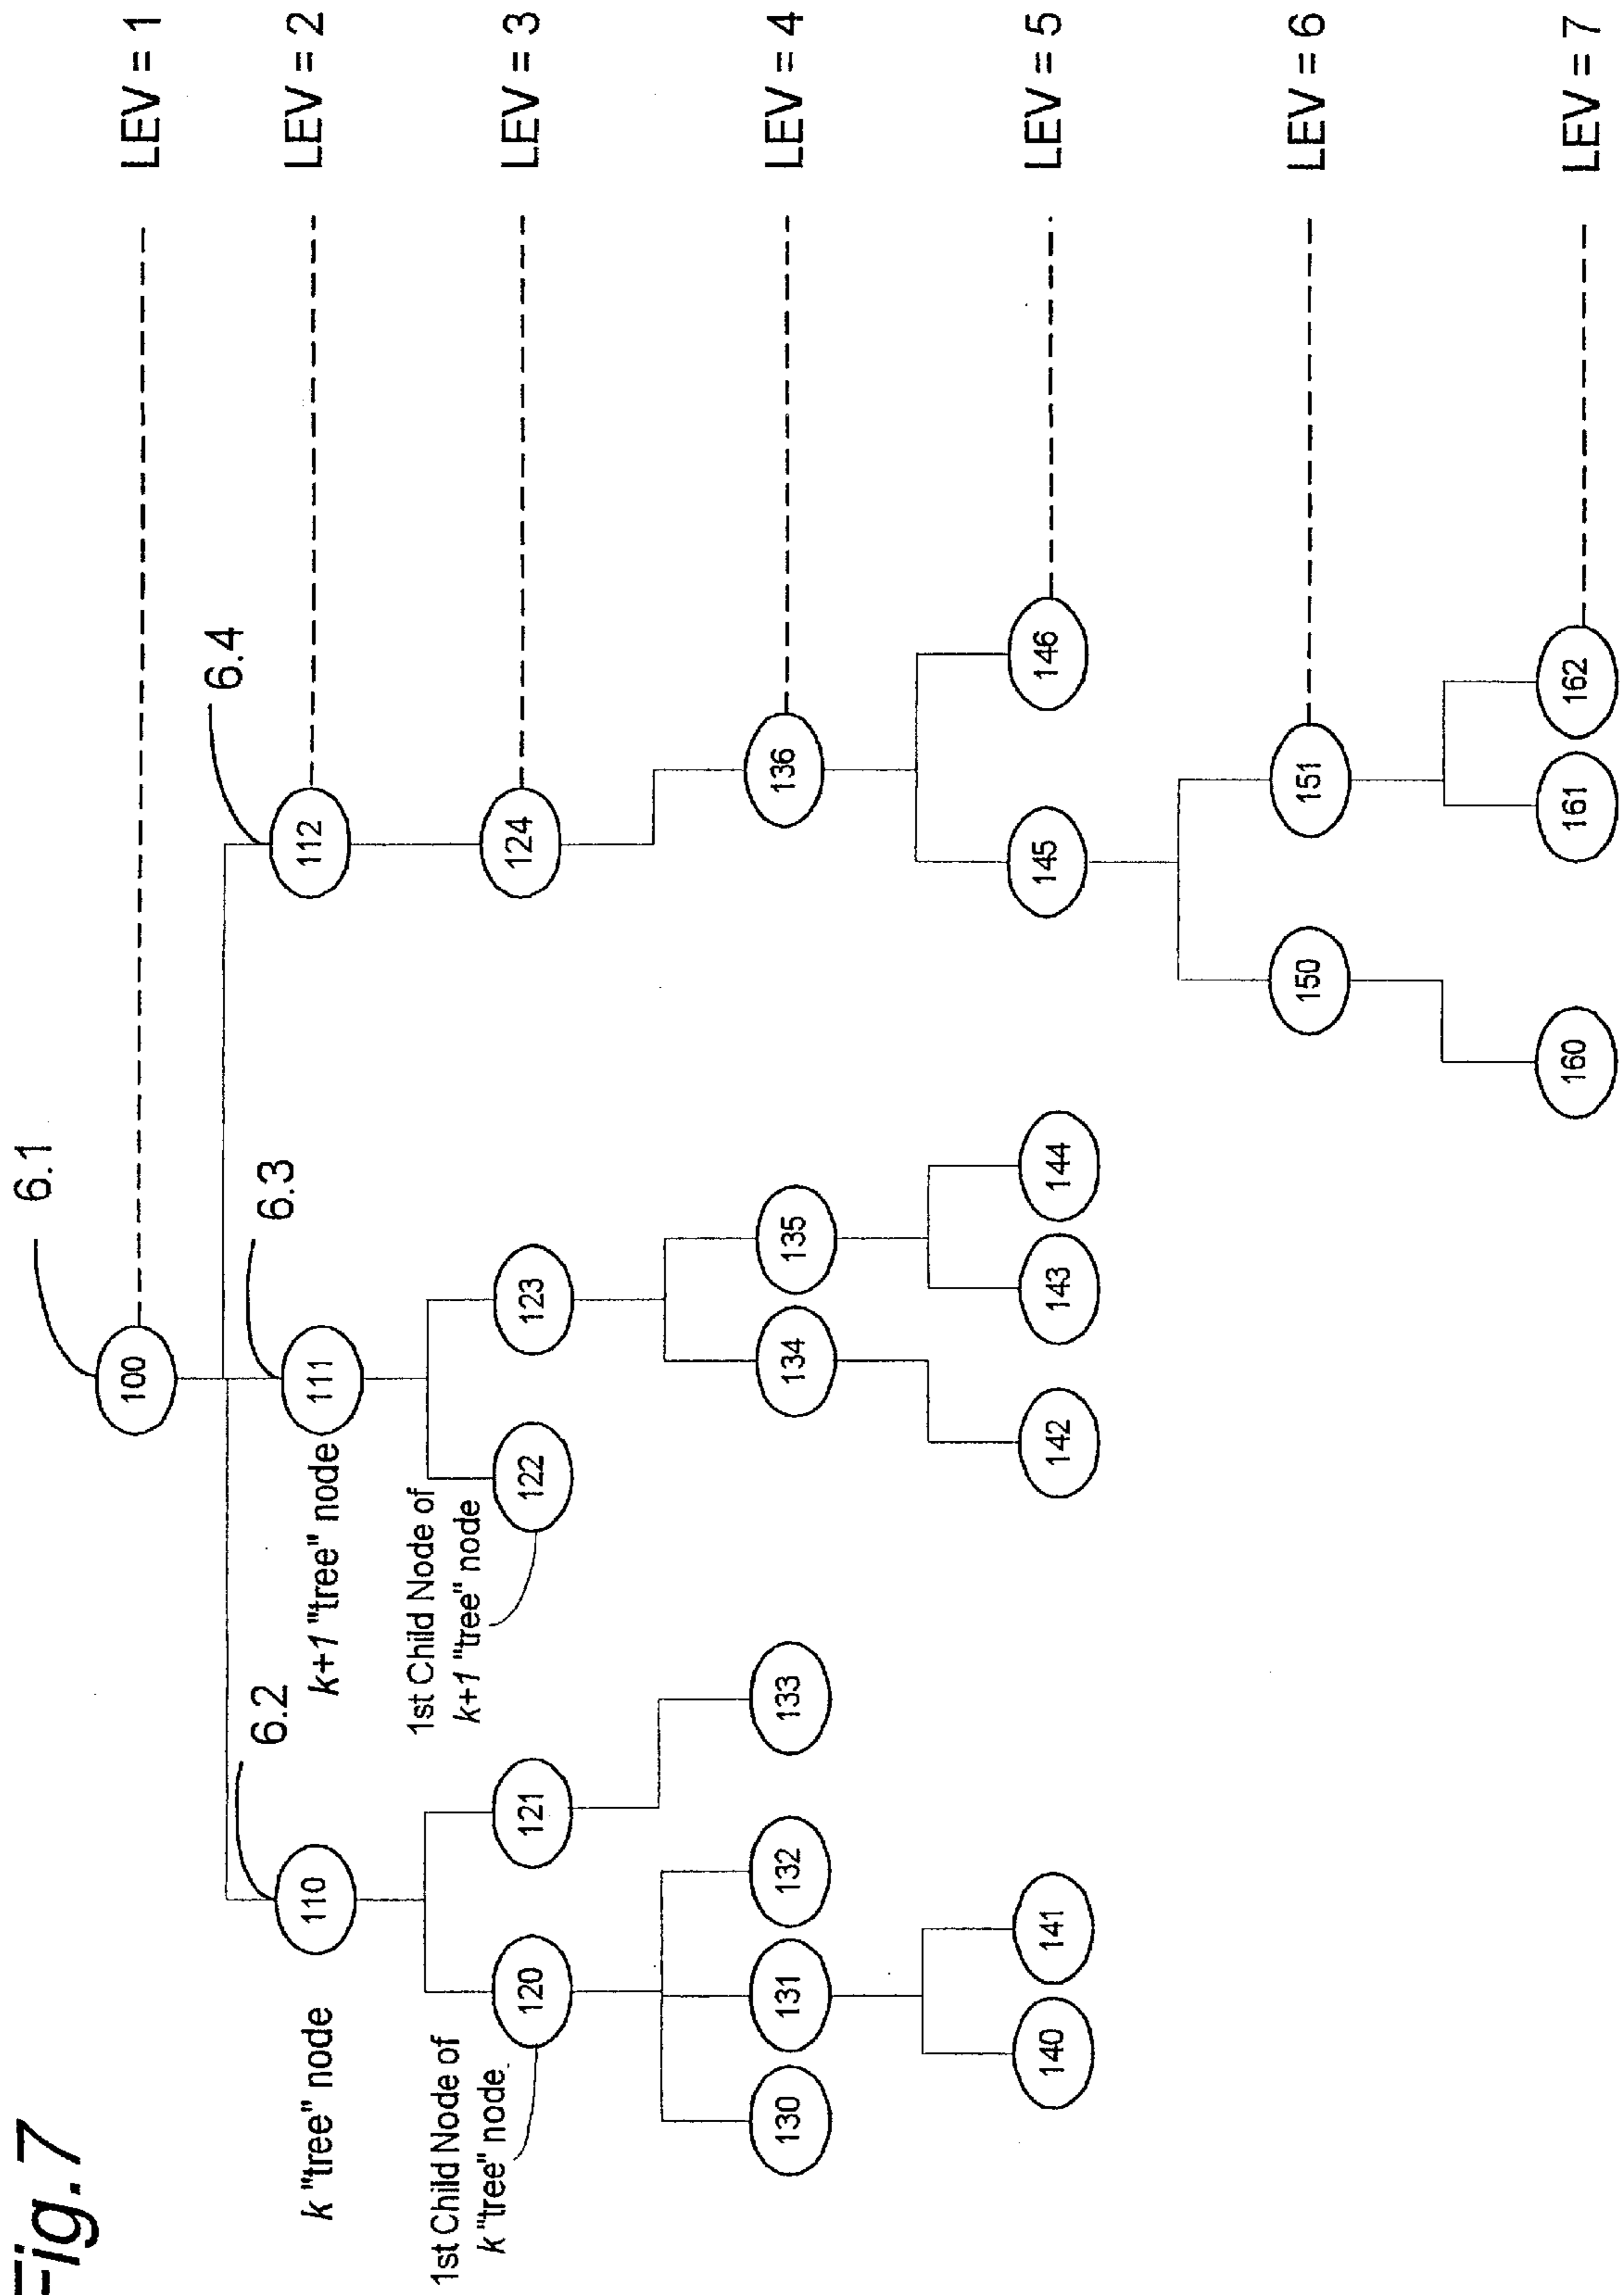 Fig.7
6.1
100
LEV = 1
6.2
6.3
6.4
k "tree" node
110
k+1 "tree" node
111
112
LEV = 2
1st Child Node of
k "tree" node
120
121
1st Child Node of
k+1 "tree" node
122
123
124
LEV = 3
130
131
132
133
134
135
136
LEV = 4
140
141
142
143
144
145
146
LEV = 5
150
151
LEV = 6
160
161
162
LEV = 7